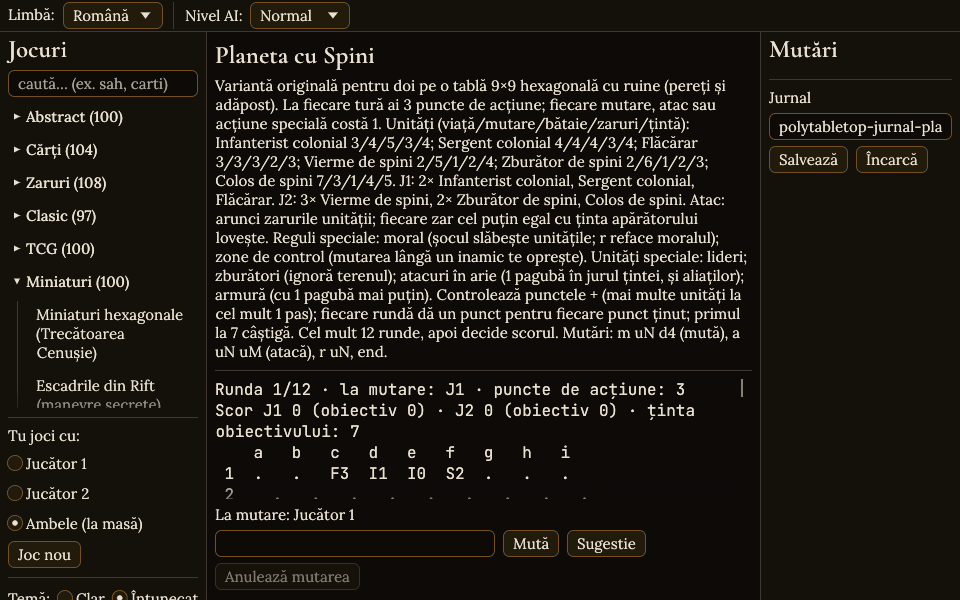 Limbă: Română ▼ Nivel AI: Normal ▼
Jocuri
caută... (ex. sah, carti)
▸ Abstract (100)
▸ Cărți (104)
▸ Zaruri (108)
▸ Clasic (97)
▸ TCG (100)
▾ Miniaturi (100)
Miniaturi hexagonale
(Trecătoarea
Cenușie)
Escadrile din Rift
(manevre secrete)
Tu joci cu:
Jucător 1
Jucător 2
Ambele (la masă)
Joc nou
Temă: Clar Întunecat
Planeta cu Spini
Variantă originală pentru doi pe o tablă 9×9 hexagonală cu ruine (pereți și
adăpost). La fiecare tură ai 3 puncte de acțiune; fiecare mutare, atac sau
acțiune specială costă 1. Unități (viață/mutare/bătaie/zaruri/țintă):
Infanterist colonial 3/4/5/3/4; Sergent colonial 4/4/4/3/4; Flăcărar
3/3/3/2/3; Vierme de spini 2/5/1/2/4; Zburător de spini 2/6/1/2/3;
Colos de spini 7/3/1/4/5. J1: 2× Infanterist colonial, Sergent colonial,
Flăcărar. J2: 3× Vierme de spini, 2× Zburător de spini, Colos de spini. Atac:
arunci zarurile unității; fiecare zar cel puțin egal cu ținta apărătorului
lovește. Reguli speciale: moral (șocul slăbește unitățile; r reface moralul);
zone de control (mutarea lângă un inamic te oprește). Unități speciale: lideri;
zburători (ignoră terenul); atacuri în arie (1 pagubă în jurul țintei, și aliaților);
armură (cu 1 pagubă mai puțin). Controlează punctele + (mai multe unități la
cel mult 1 pas); fiecare rundă dă un punct pentru fiecare punct ținut; primul
la 7 câștigă. Cel mult 12 runde, apoi decide scorul. Mutări: m uN d4 (mută), a
uN uM (atacă), r uN, end.
Runda 1/12 · la mutare: J1 · puncte de acțiune: 3
Scor J1 0 (obiectiv 0) · J2 0 (obiectiv 0) · ținta
obiectivului: 7
a b c d e f g h i
1 . . F3 I1 I0 S2 . . .
2 . . . . . . . . .
La mutare: Jucător 1
Mută Sugestie
Anulează mutarea
Mutări
Jurnal
polytabletop-jurnal-pla
Salvează Încarcă